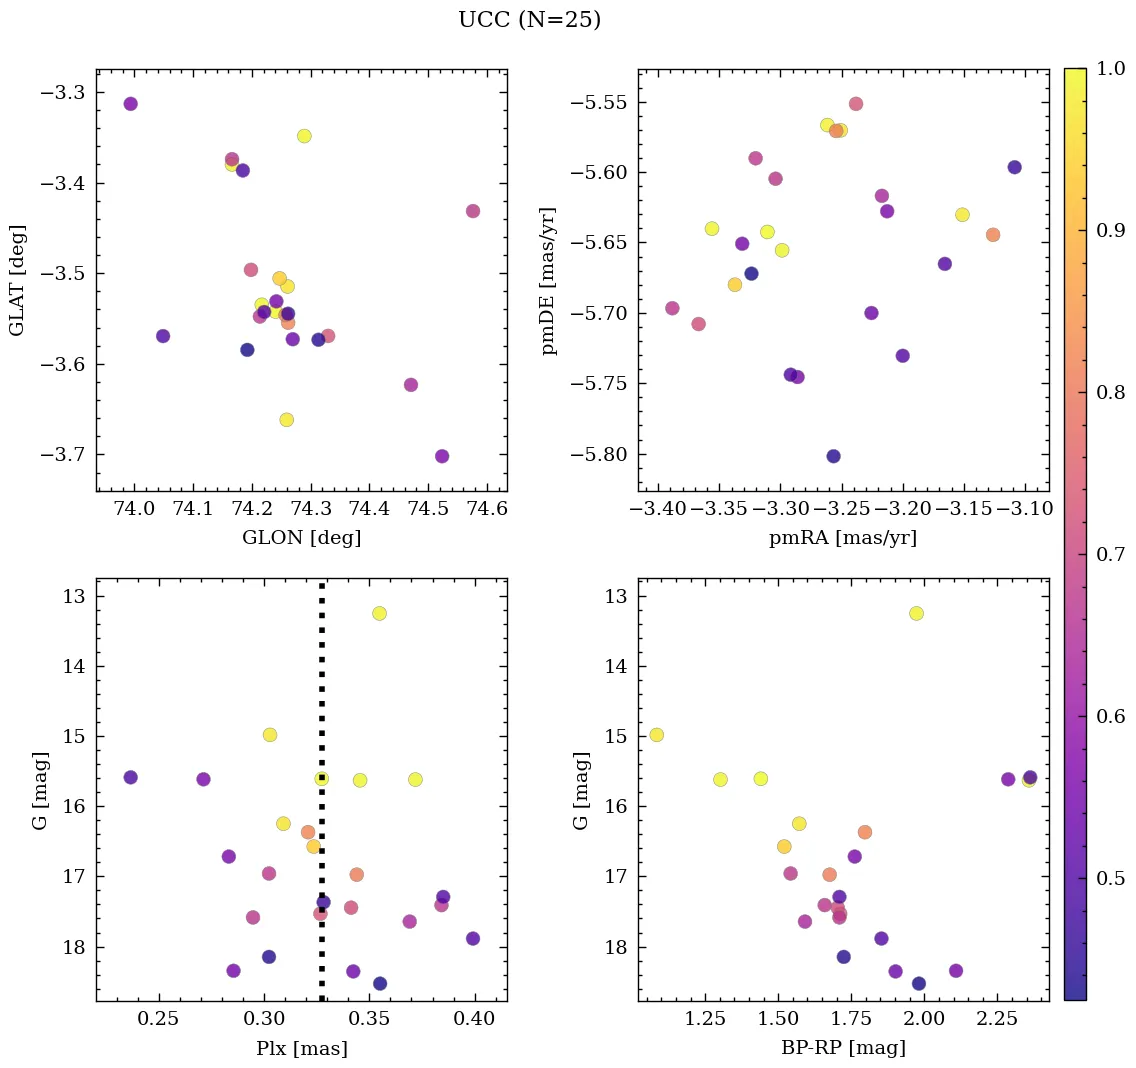 UCC (N=25)
−3.3
−3.4
−3.5
−3.6
−3.7
GLAT [deg]
74.0 74.1 74.2 74.3 74.4 74.5 74.6
GLON [deg]
−5.55
−5.60
−5.65
−5.70
−5.75
−5.80
pmDE [mas/yr]
−3.40 −3.35 −3.30 −3.25 −3.20 −3.15 −3.10
pmRA [mas/yr]
13
14
15
16
17
18
G [mag]
0.25 0.30 0.35 0.40
Plx [mas]
13
14
15
16
17
18
G [mag]
1.25 1.50 1.75 2.00 2.25
BP-RP [mag]
1.0
0.9
0.8
0.7
0.6
0.5